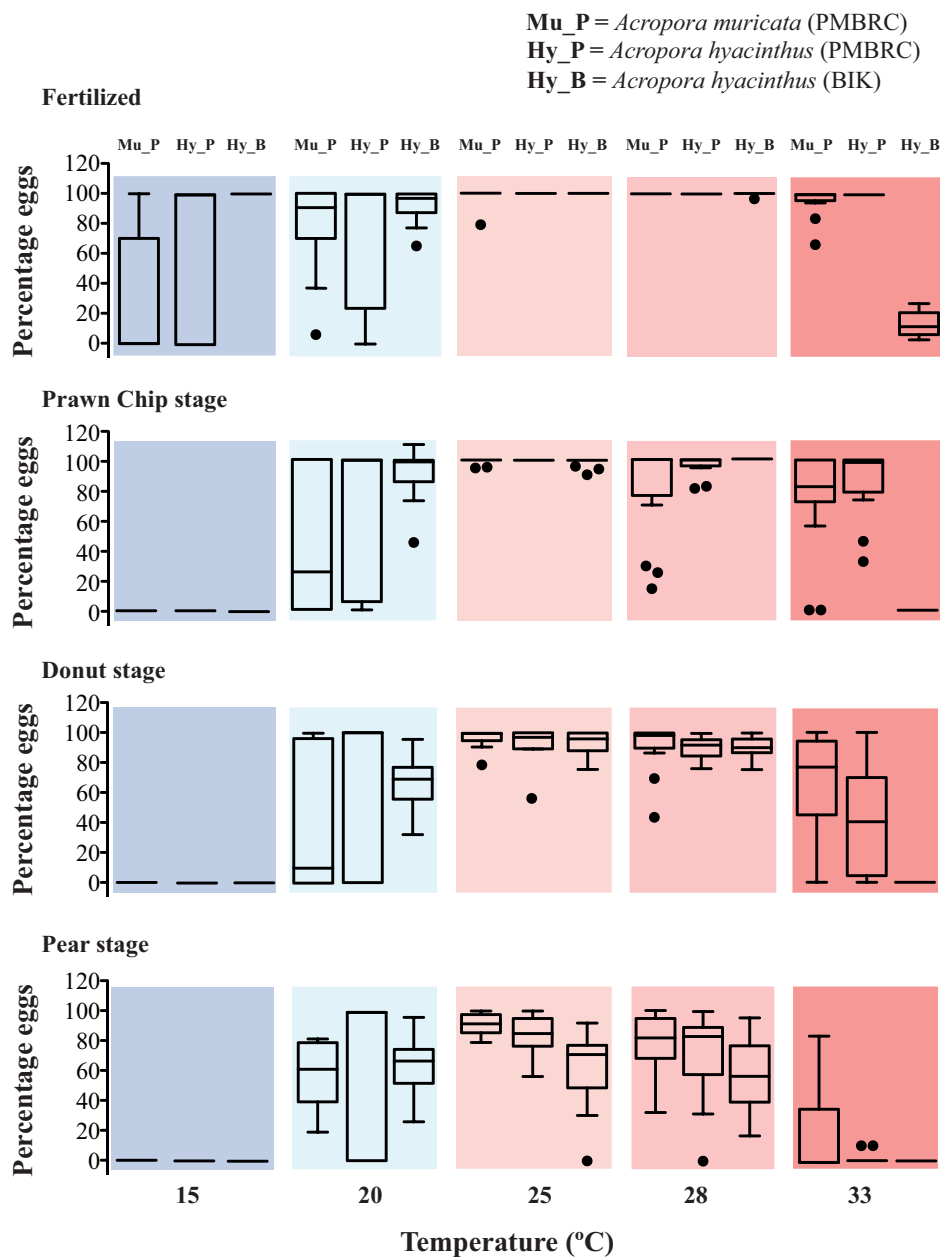 Mu_P = Acropora muricata (PMBRC)
Hy_P = Acropora hyacinthus (PMBRC)
Hy_B = Acropora hyacinthus (BIK)
Fertilized
Mu_P Hy_P Hy_B Mu_P Hy_P Hy_B Mu_P Hy_P Hy_B Mu_P Hy_P Hy_B Mu_P Hy_P Hy_B
Percentage eggs
120
100
80
60
40
20
0
Prawn Chip stage
Percentage eggs
120
100
80
60
40
20
0
Donut stage
Percentage eggs
120
100
80
60
40
20
0
Pear stage
Percentage eggs
120
100
80
60
40
20
0
15 20 25 28 33
Temperature (ºC)